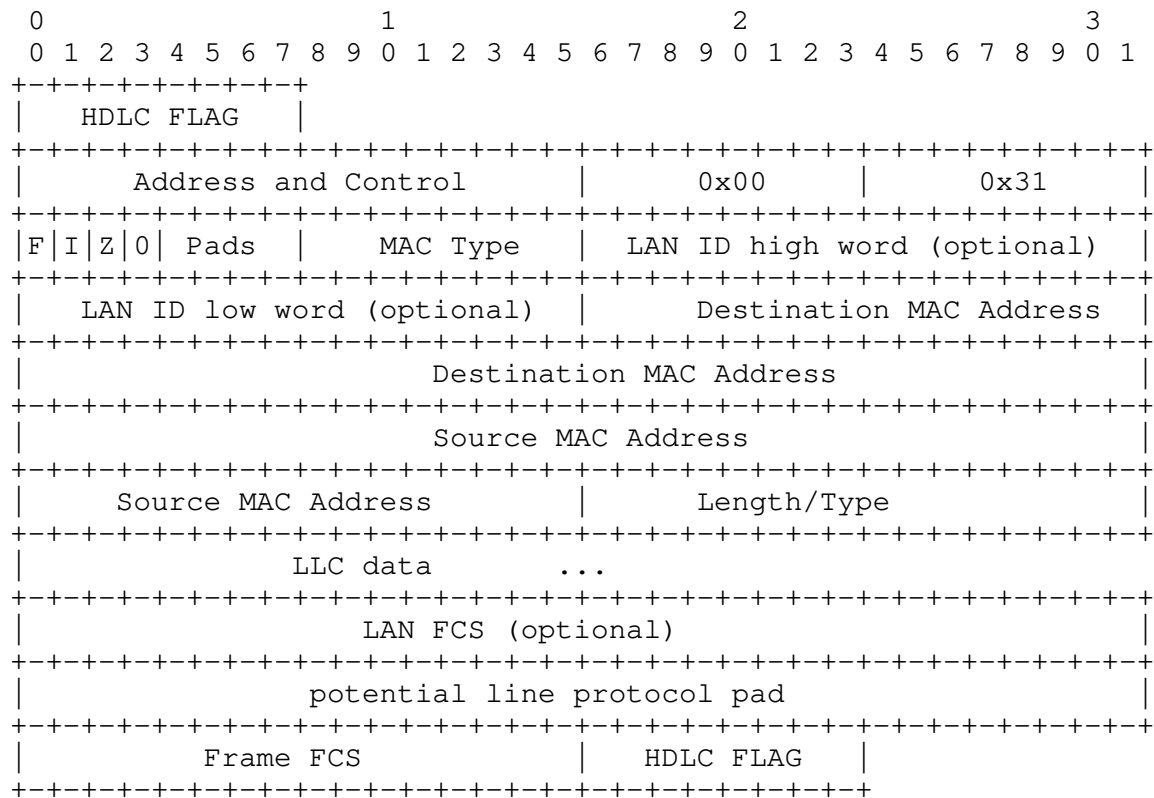 0                   1                   2                   3
 0 1 2 3 4 5 6 7 8 9 0 1 2 3 4 5 6 7 8 9 0 1 2 3 4 5 6 7 8 9 0 1
+-+-+-+-+-+-+-+-+
|   HDLC FLAG   |
+-+-+-+-+-+-+-+-+-+-+-+-+-+-+-+-+-+-+-+-+-+-+-+-+-+-+-+-+-+-+-+-+
|      Address and Control      |      0x00     |      0x31     |
+-+-+-+-+-+-+-+-+-+-+-+-+-+-+-+-+-+-+-+-+-+-+-+-+-+-+-+-+-+-+-+-+
|F|I|Z|0| Pads  |    MAC Type   |  LAN ID high word (optional)  |
+-+-+-+-+-+-+-+-+-+-+-+-+-+-+-+-+-+-+-+-+-+-+-+-+-+-+-+-+-+-+-+-+
|   LAN ID low word (optional)  |      Destination MAC Address  |
+-+-+-+-+-+-+-+-+-+-+-+-+-+-+-+-+-+-+-+-+-+-+-+-+-+-+-+-+-+-+-+-+
|                       Destination MAC Address                 |
+-+-+-+-+-+-+-+-+-+-+-+-+-+-+-+-+-+-+-+-+-+-+-+-+-+-+-+-+-+-+-+-+
|                       Source MAC Address                      |
+-+-+-+-+-+-+-+-+-+-+-+-+-+-+-+-+-+-+-+-+-+-+-+-+-+-+-+-+-+-+-+-+
|     Source MAC Address        |      Length/Type              |
+-+-+-+-+-+-+-+-+-+-+-+-+-+-+-+-+-+-+-+-+-+-+-+-+-+-+-+-+-+-+-+-+
|               LLC data       ...
+-+-+-+-+-+-+-+-+-+-+-+-+-+-+-+-+-+-+-+-+-+-+-+-+-+-+-+-+-+-+-+-+
|                   LAN FCS (optional)                          |
+-+-+-+-+-+-+-+-+-+-+-+-+-+-+-+-+-+-+-+-+-+-+-+-+-+-+-+-+-+-+-+-+
|                potential line protocol pad                    |
+-+-+-+-+-+-+-+-+-+-+-+-+-+-+-+-+-+-+-+-+-+-+-+-+-+-+-+-+-+-+-+-+
|          Frame FCS            |   HDLC FLAG   |
+-+-+-+-+-+-+-+-+-+-+-+-+-+-+-+-+-+-+-+-+-+-+-+-+